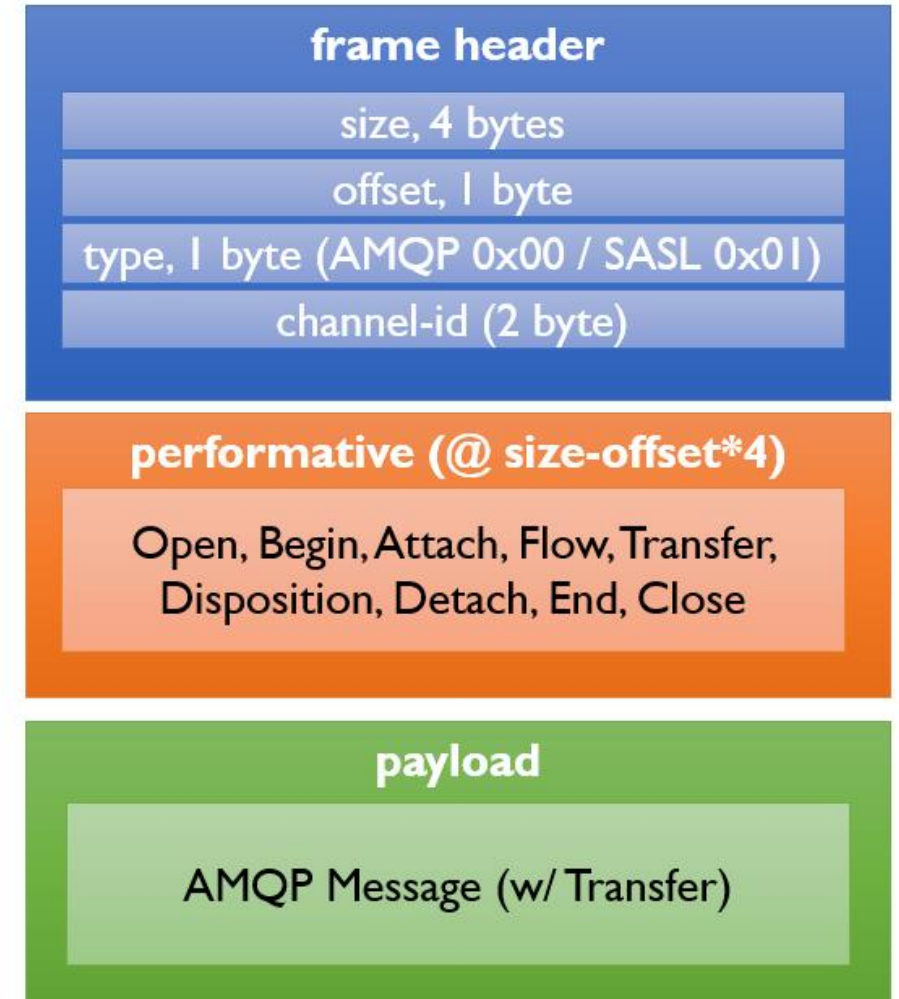 frame header
size, 4 bytes
offset, 1 byte
type, 1 byte (AMQP 0x00 / SASL 0x01)
channel-id (2 byte)
performative (@ size-offset*4)
Open, Begin, Attach, Flow, Transfer,
Disposition, Detach, End, Close
payload
AMQP Message (w/ Transfer)